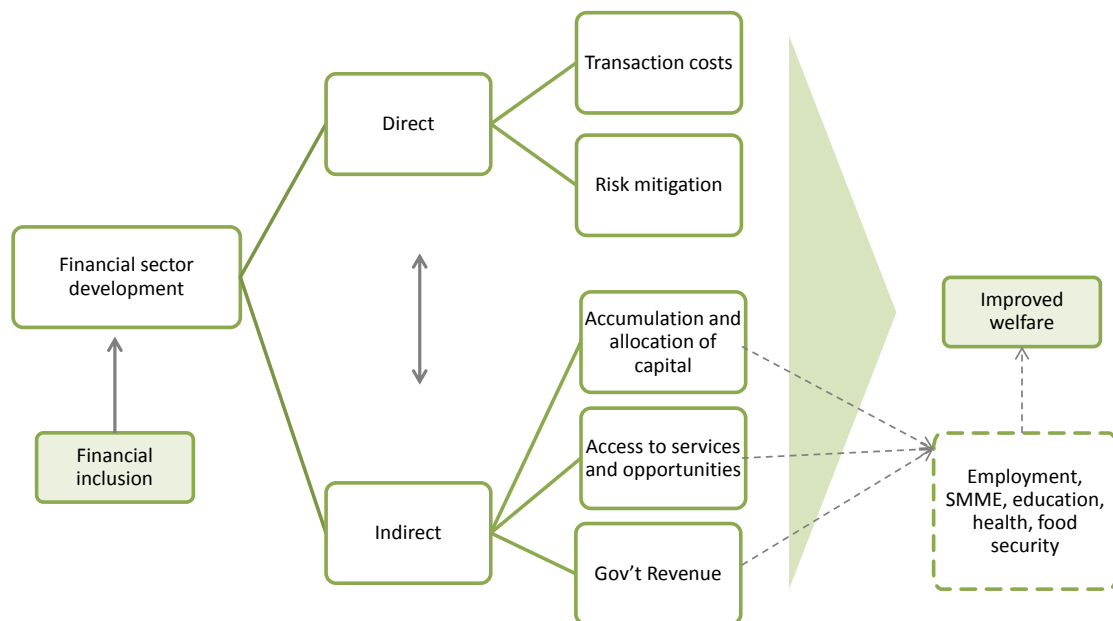 Transaction costs
Direct
Risk mitigation
Financial sector
development
Financial
inclusion
Accumulation and
allocation of
capital
Access to services
and opportunities
Indirect
Gov’t Revenue
Improved
welfare
Employment,
SMME, education,
health, food
security